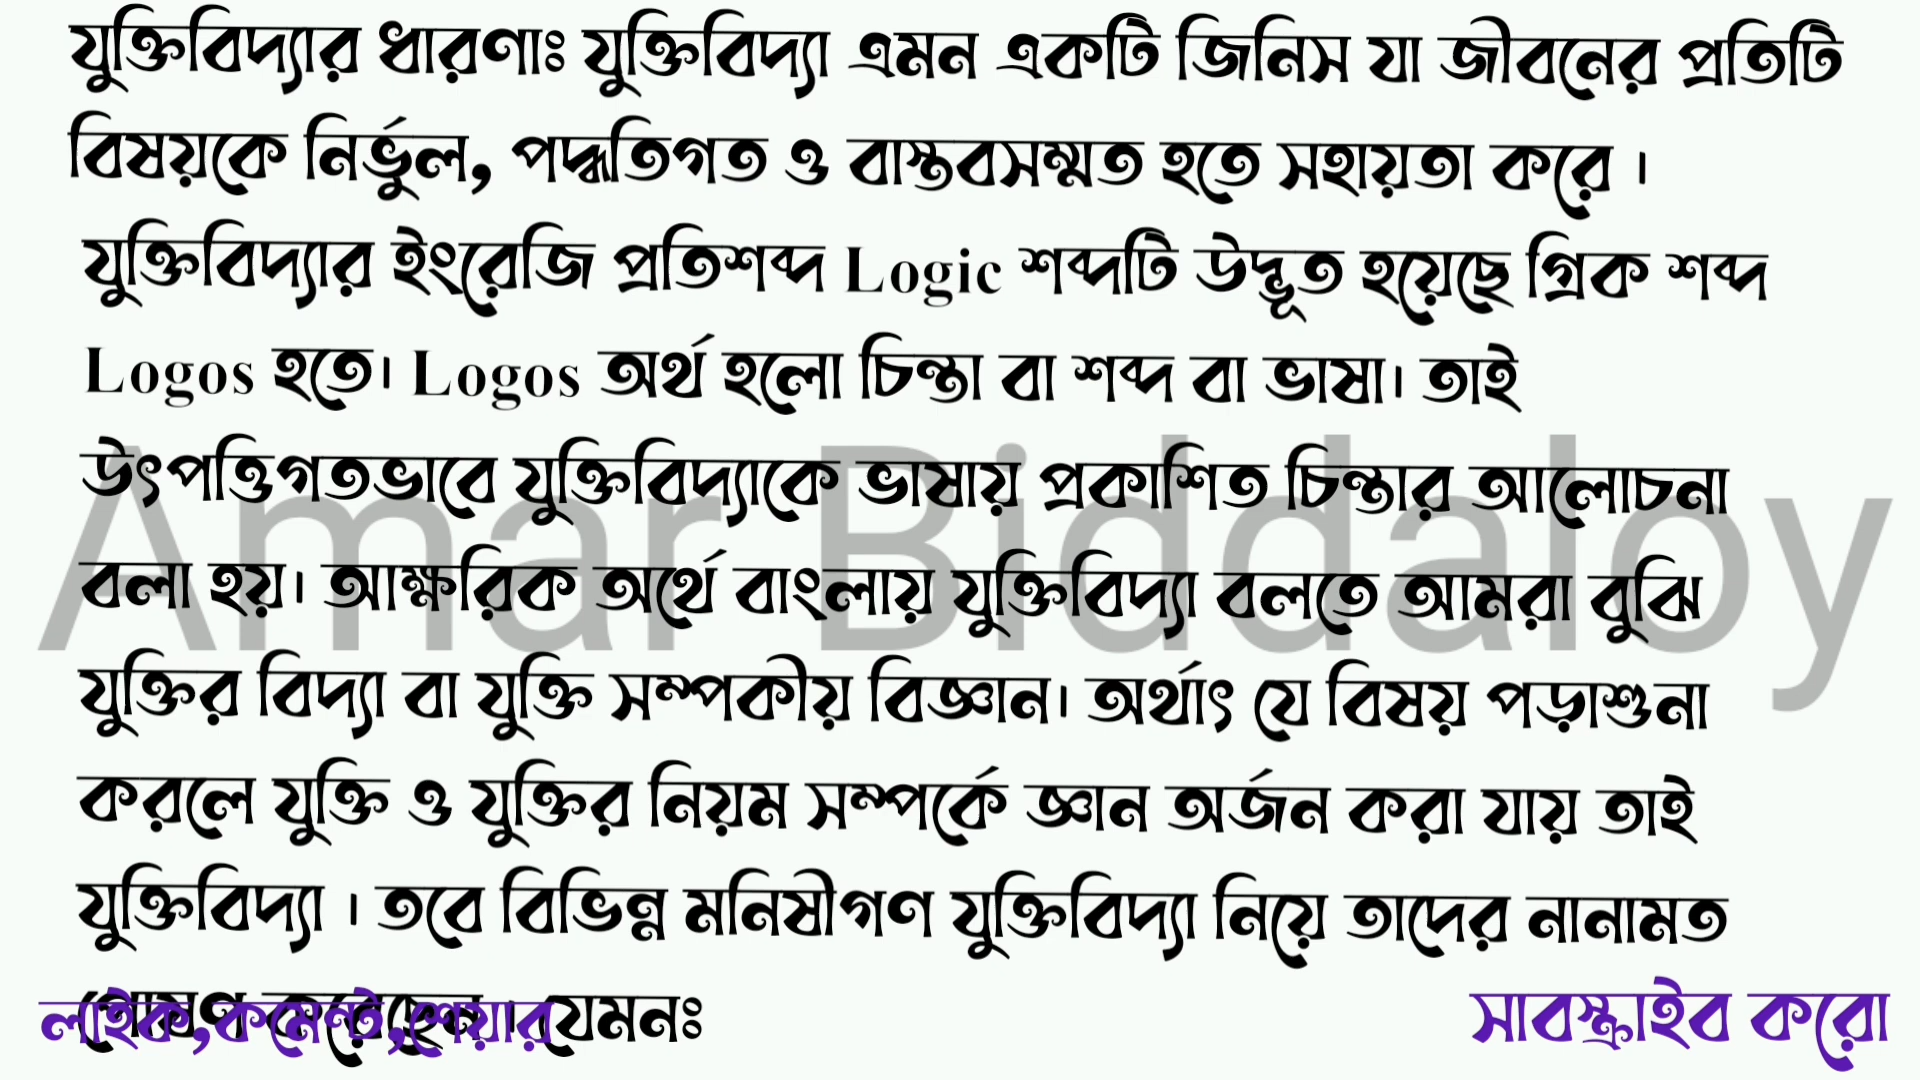 যুক্তিবিদ্যার ধারণাঃ যুক্তিবিদ্যা এমন একটি জিনিস যা জীবনের প্রতিটি
বিষয়কে নির্ভুল, পদ্ধতিগত ও বাস্তবসম্মত হতে সহায়তা করে ।
যুক্তিবিদ্যার ইংরেজি প্রতিশব্দ Logic শব্দটি উদ্ভূত হয়েছে গ্রিক শব্দ
Logos হতে। Logos অর্থ হলো চিন্তা বা শব্দ বা ভাষা। তাই
উৎপত্তিগতভাবে যুক্তিবিদ্যাকে ভাষায় প্রকাশিত চিন্তার আলোচনা
বলা হয়। আক্ষরিক অর্থে বাংলায় যুক্তিবিদ্যা বলতে আমরা বুঝি
যুক্তির বিদ্যা বা যুক্তি সম্পকীয় বিজ্ঞান। অর্থাৎ যে বিষয় পড়াশুনা
করলে যুক্তি ও যুক্তির নিয়ম সম্পর্কে জ্ঞান অর্জন করা যায় তাই
যুক্তিবিদ্যা । তবে বিভিন্ন মনিষীগণ যুক্তিবিদ্যা নিয়ে তাদের নানামত
পোষণ করেছেন । যেমনঃ
Amar Biddaloy
লাইক,কমেন্ট,শেয়ার
সাবস্ক্রাইব করো